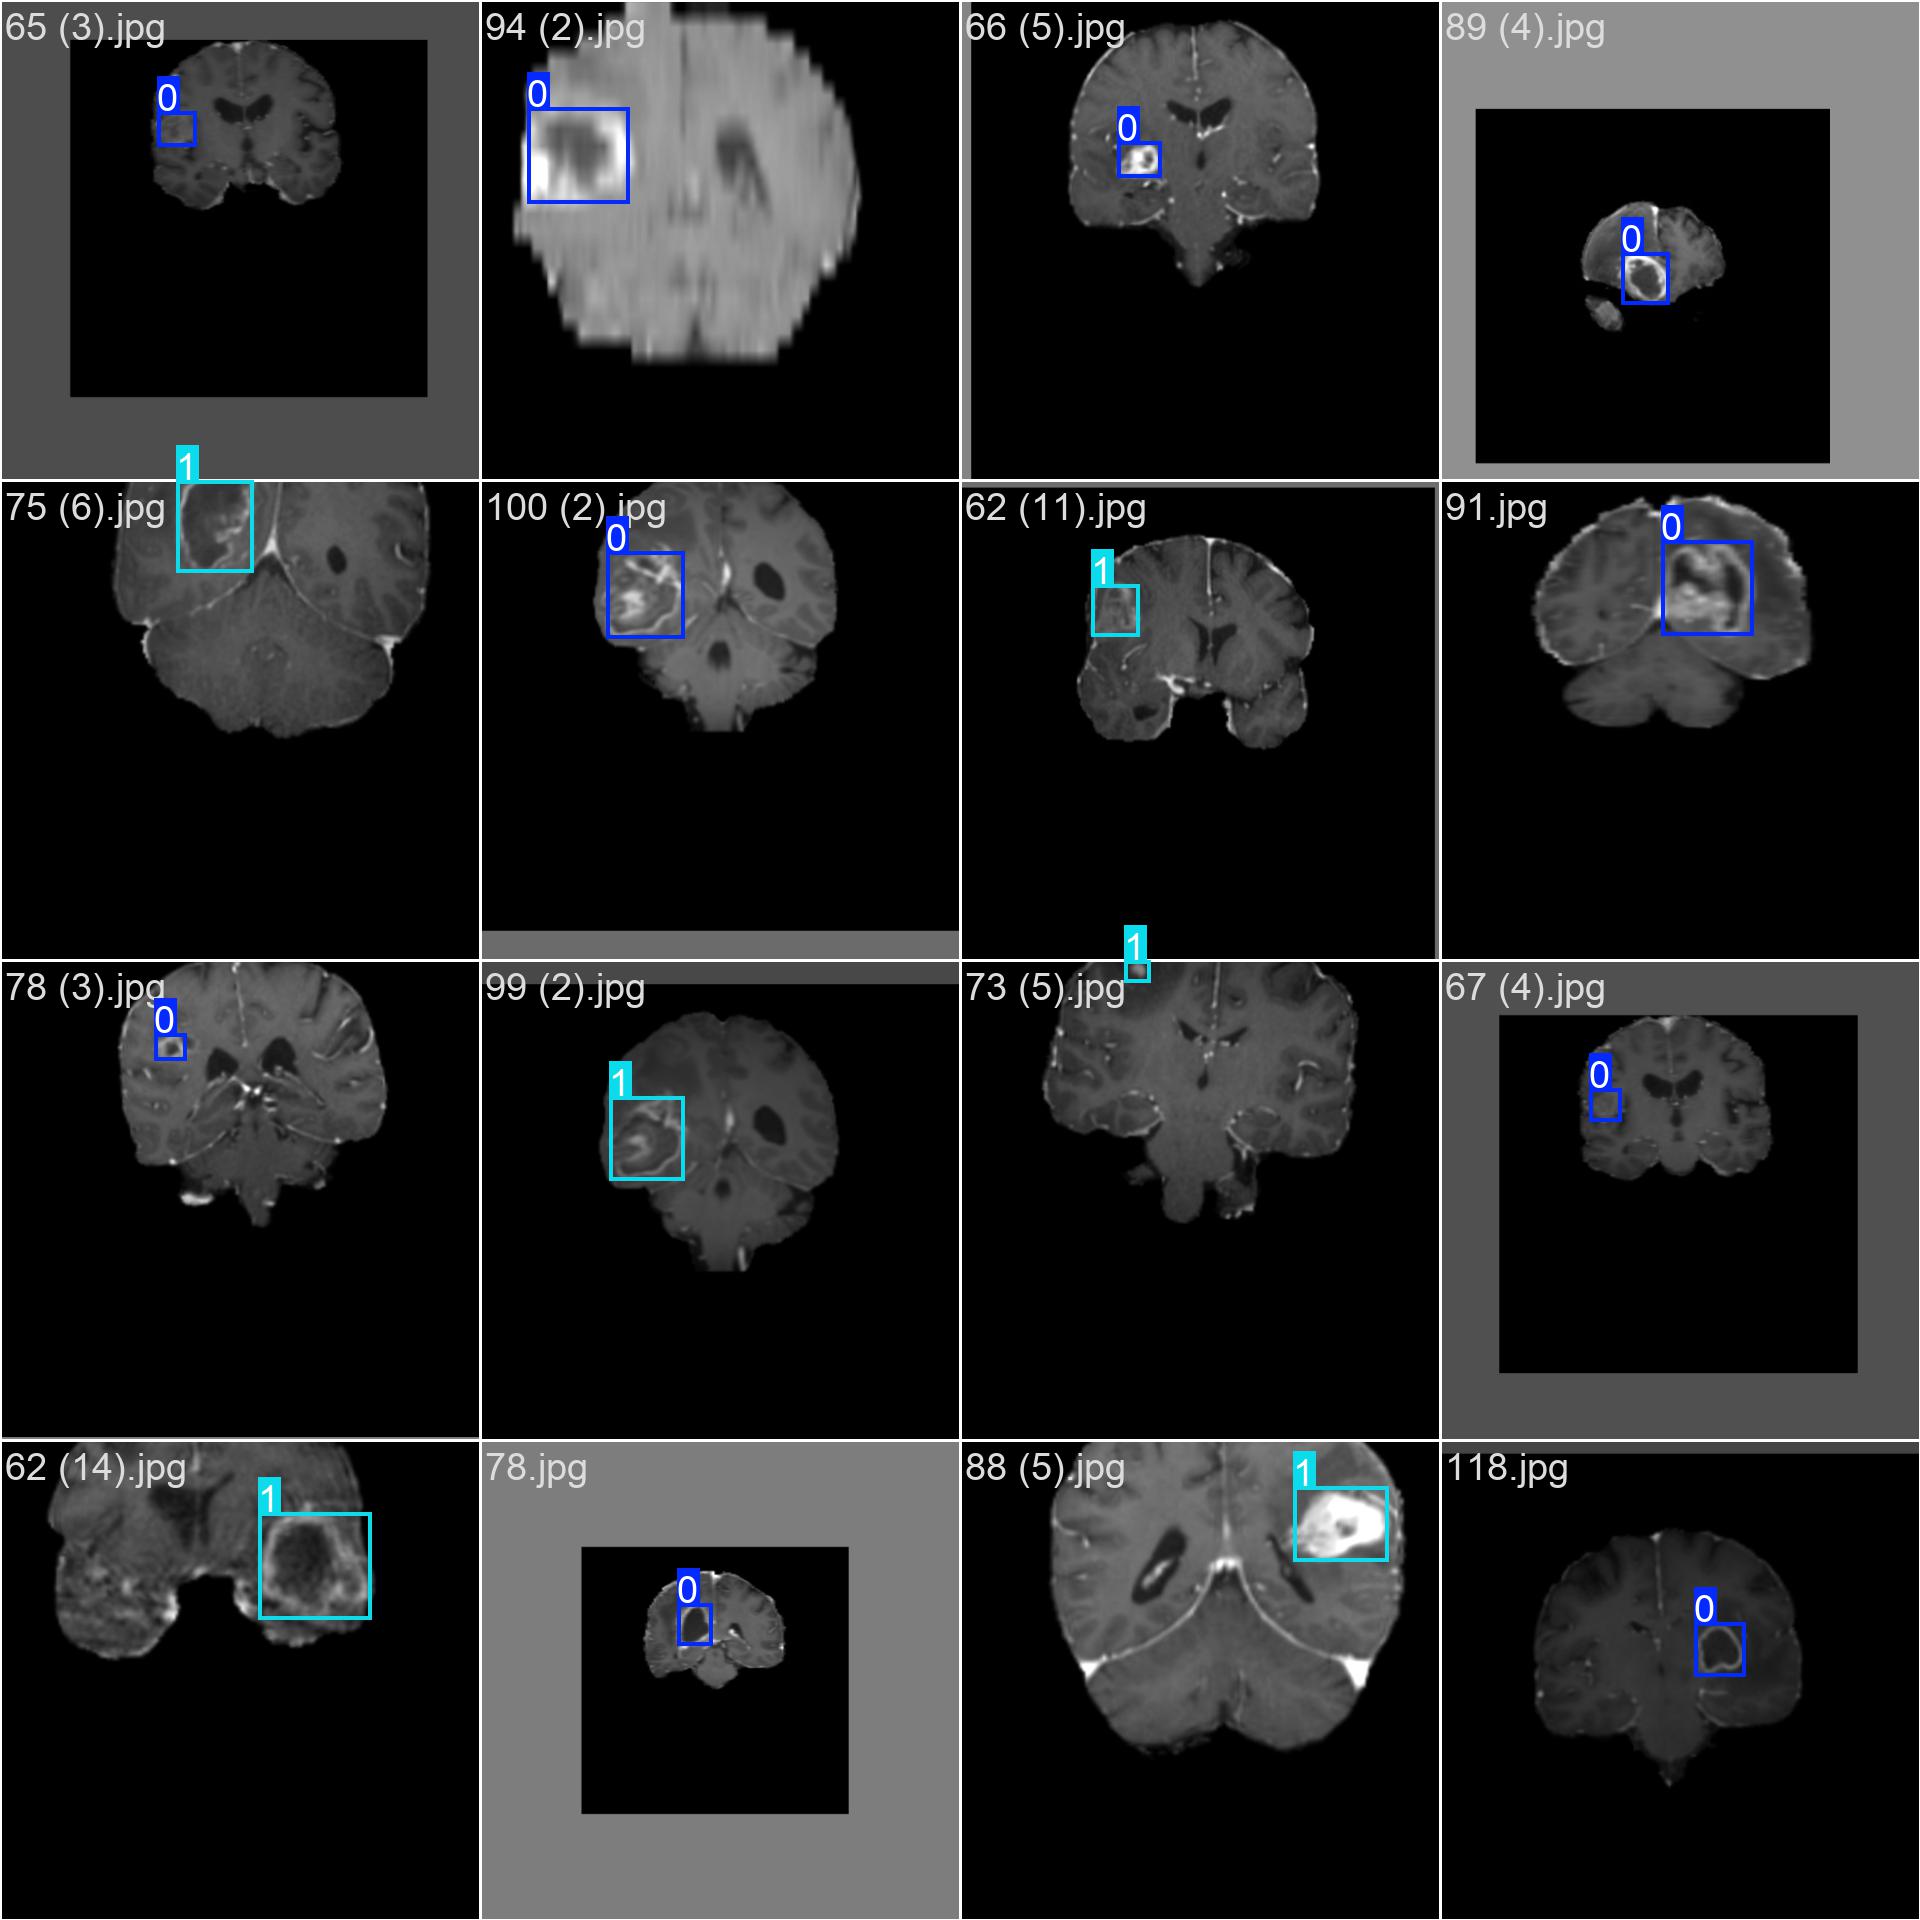 65 (3).jpg
94 (2).jpg
66 (5).jpg
89 (4).jpg
0
0
0
0
75 (6).jpg
100 (2).jpg
62 (11).jpg
91.jpg
1
0
1
0
78 (3).jpg
99 (2).jpg
73 (5).jpg
67 (4).jpg
0
1
1
0
62 (14).jpg
78.jpg
88 (5).jpg
118.jpg
1
0
1
0